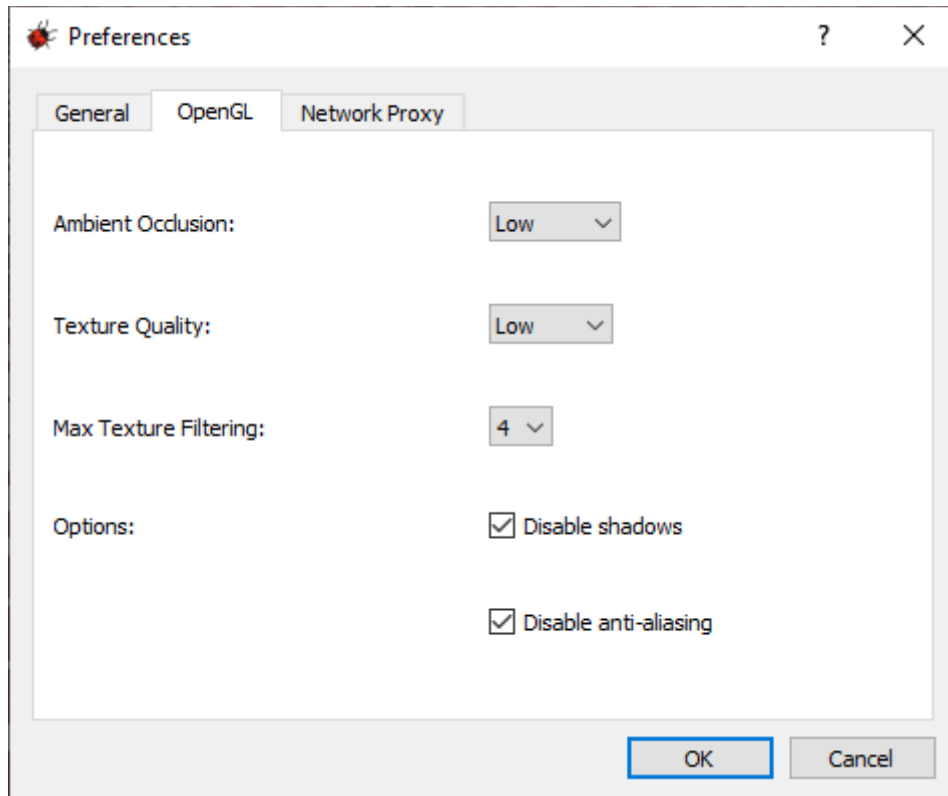 Preferences
?
General OpenGL Network Proxy
Ambient Occlusion: Low
Texture Quality: Low
Max Texture Filtering: 4
Options: Disable shadows
Disable anti-aliasing
OK Cancel